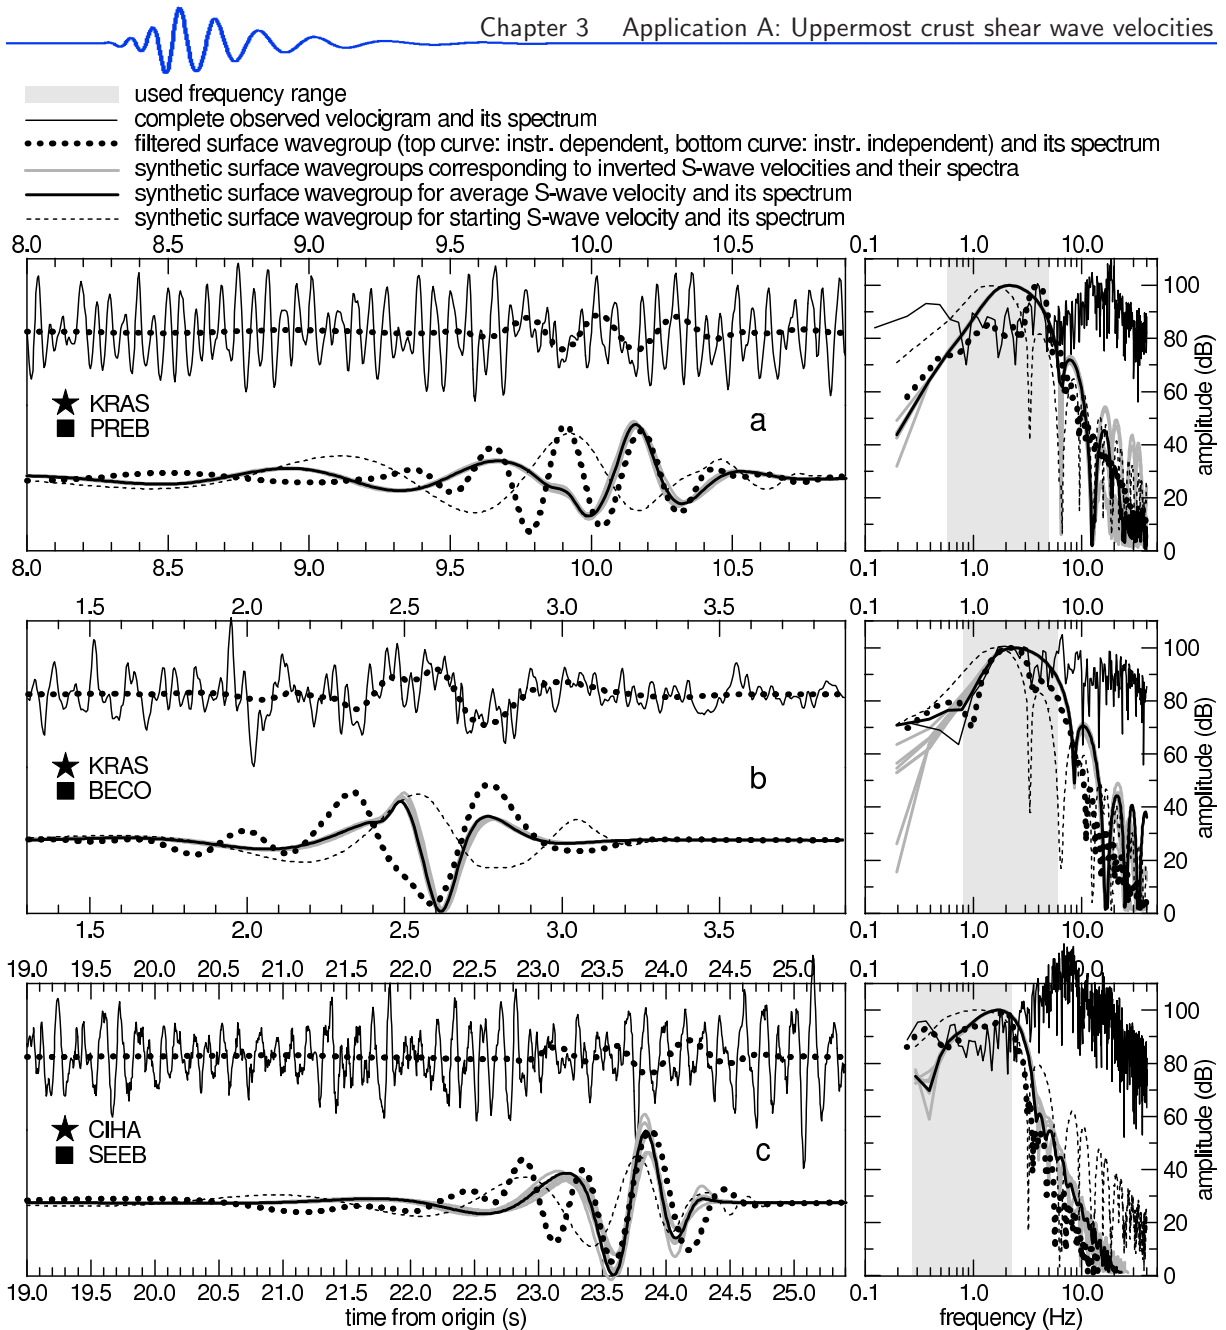 Chapter 3 Application A: Uppermost crust shear wave velocities
used frequency range
complete observed velocigram and its spectrum
filtered surface wavegroup (top curve: instr. dependent, bottom curve: instr. independent) and its spectrum
synthetic surface wavegroups corresponding to inverted S-wave velocities and their spectra
synthetic surface wavegroup for average S-wave velocity and its spectrum
synthetic surface wavegroup for starting S-wave velocity and its spectrum
8.0 8.5 9.0 9.5 10.0 10.5 0.1 1.0 10.0
100
80
60
40
20
0
amplitude (dB)
KRAS
PREB
a
8.0 8.5 9.0 9.5 10.0 10.5 0.1 1.0 10.0
1.5 2.0 2.5 3.0 3.5 0.1 1.0 10.0
100
80
60
40
20
0
amplitude (dB)
KRAS
BECO
b
1.5 2.0 2.5 3.0 3.5 0.1 1.0 10.0
19.0 19.5 20.0 20.5 21.0 21.5 22.0 22.5 23.0 23.5 24.0 24.5 25.0 0.1 1.0 10.0
100
80
60
40
20
0
amplitude (dB)
CIHA
SEEB
c
19.0 19.5 20.0 20.5 21.0 21.5 22.0 22.5 23.0 23.5 24.0 24.5 25.0 0.1 1.0 10.0
time from origin (s) frequency (Hz)